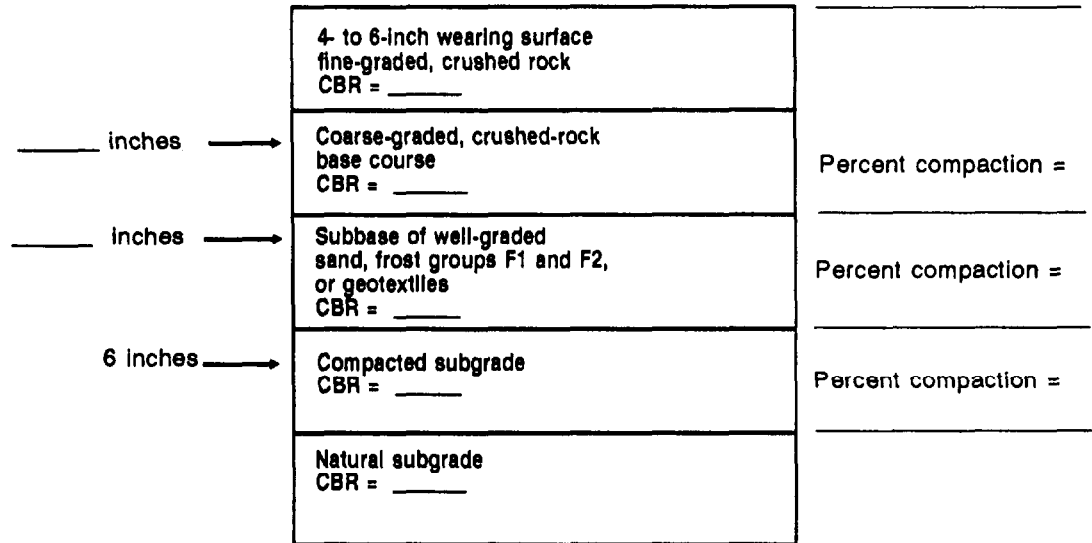 4- to 6-inch wearing surface
fine-graded, crushed rock
CBR = ______
______ inches
Coarse-graded, crushed-rock
base course
CBR = ______
Percent compaction =
______ inches
Subbase of well-graded
sand, frost groups F1 and F2,
or geotextiles
CBR = ______
Percent compaction =
6 inches
Compacted subgrade
CBR = ______
Percent compaction =
Natural subgrade
CBR = ______